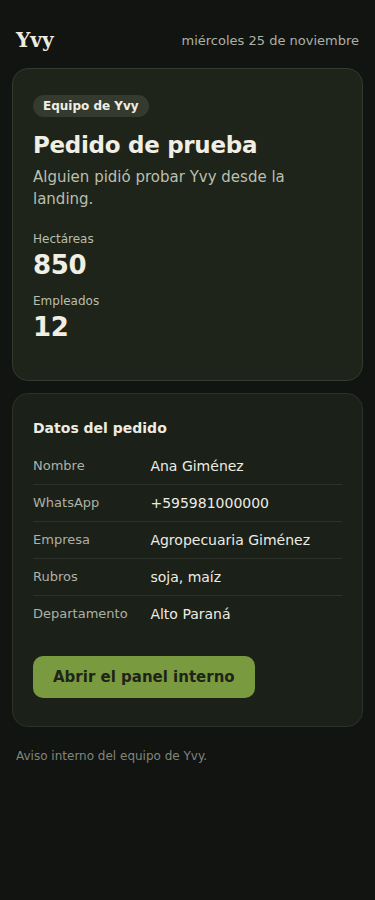 Yvy
miércoles 25 de noviembre
Equipo de Yvy
Pedido de prueba
Alguien pidió probar Yvy desde la
landing.
Hectáreas
850
Empleados
12
Datos del pedido
Nombre Ana Giménez
WhatsApp +595981000000
Empresa Agropecuaria Giménez
Rubros soja, maíz
Departamento Alto Paraná
Abrir el panel interno
Aviso interno del equipo de Yvy.